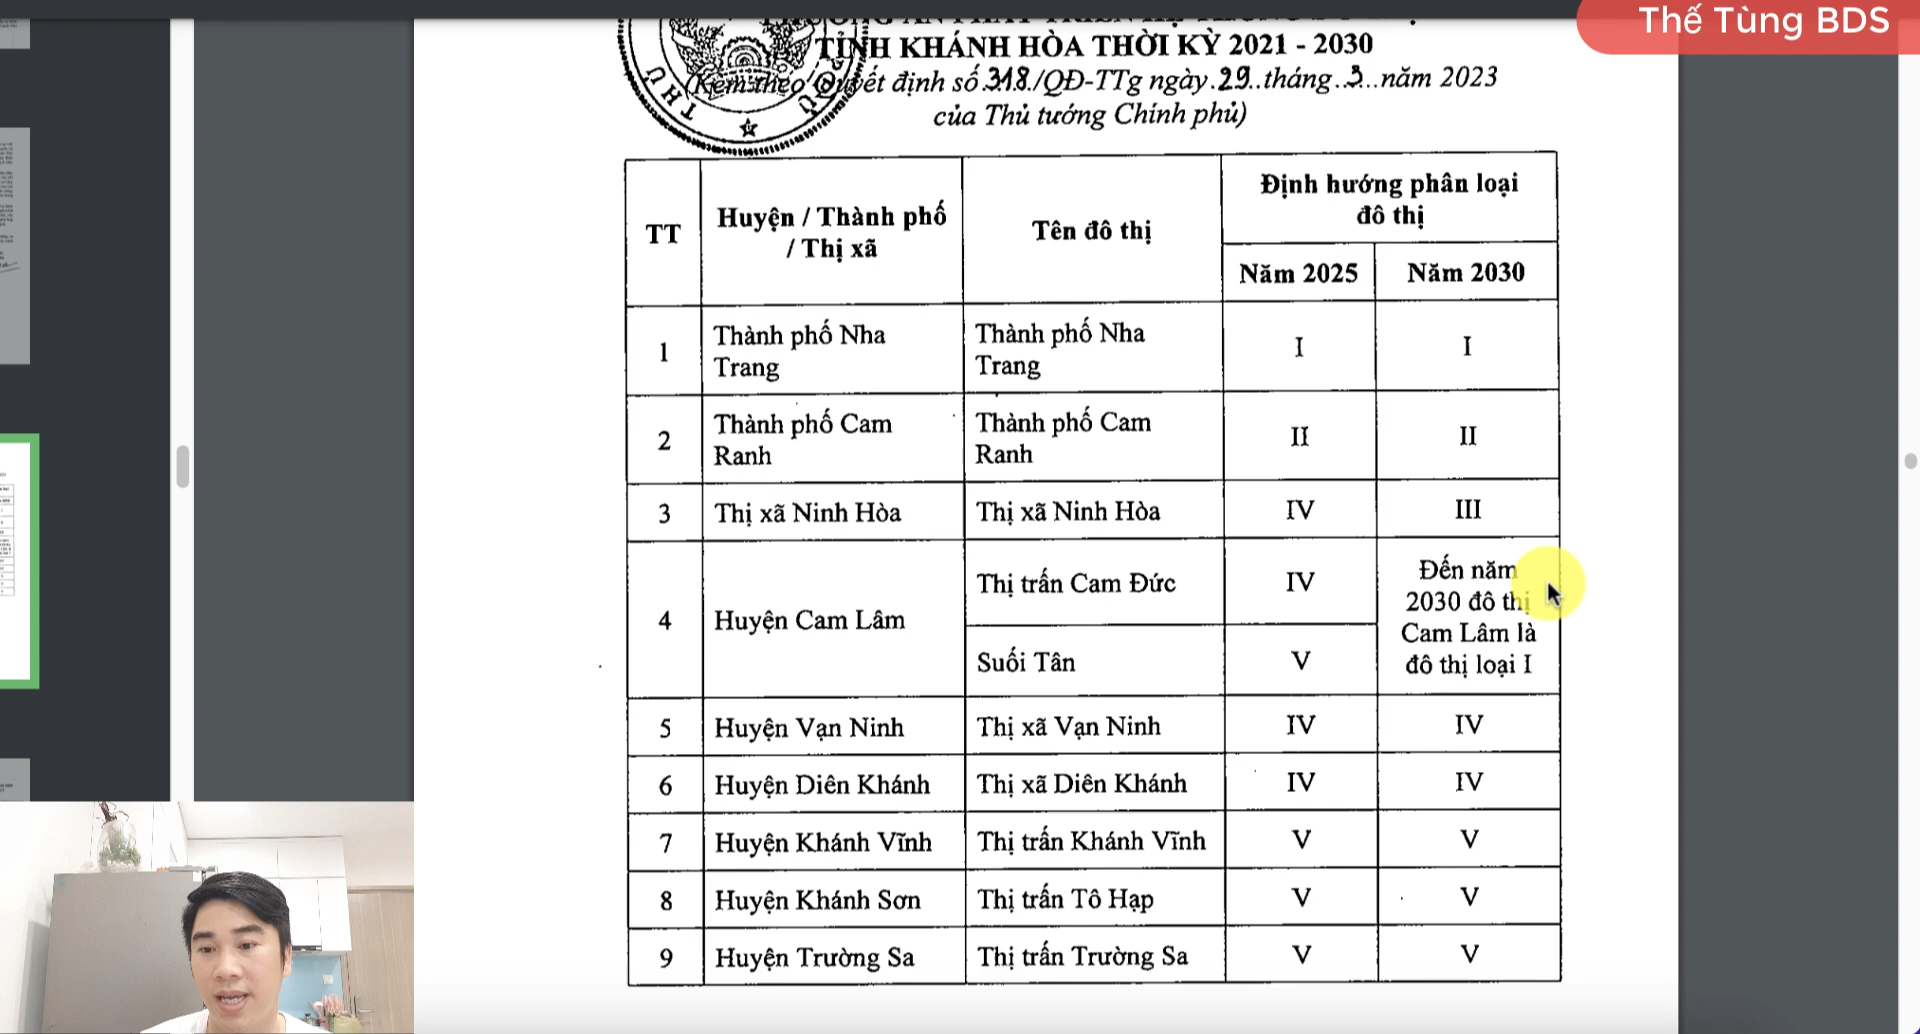 Thế Tùng BDS
TỈNH KHÁNH HÒA THỜI KỲ 2021 - 2030
(Kèm theo Quyết định số 318/QĐ-TTg ngày 29 tháng 3 năm 2023
của Thủ tướng Chính phủ)
TT
Huyện / Thành phố
/ Thị xã
Tên đô thị
Định hướng phân loại
đô thị
Năm 2025
Năm 2030
1
Thành phố Nha
Trang
Thành phố Nha
Trang
I
I
2
Thành phố Cam
Ranh
Thành phố Cam
Ranh
II
II
3
Thị xã Ninh Hòa
Thị xã Ninh Hòa
IV
III
4
Huyện Cam Lâm
Thị trấn Cam Đức
IV
Suối Tân
V
Đến năm
2030 đô thị
Cam Lâm là
đô thị loại I
5
Huyện Vạn Ninh
Thị xã Vạn Ninh
IV
IV
6
Huyện Diên Khánh
Thị xã Diên Khánh
IV
IV
7
Huyện Khánh Vĩnh
Thị trấn Khánh Vĩnh
V
V
8
Huyện Khánh Sơn
Thị trấn Tô Hạp
V
V
9
Huyện Trường Sa
Thị trấn Trường Sa
V
V